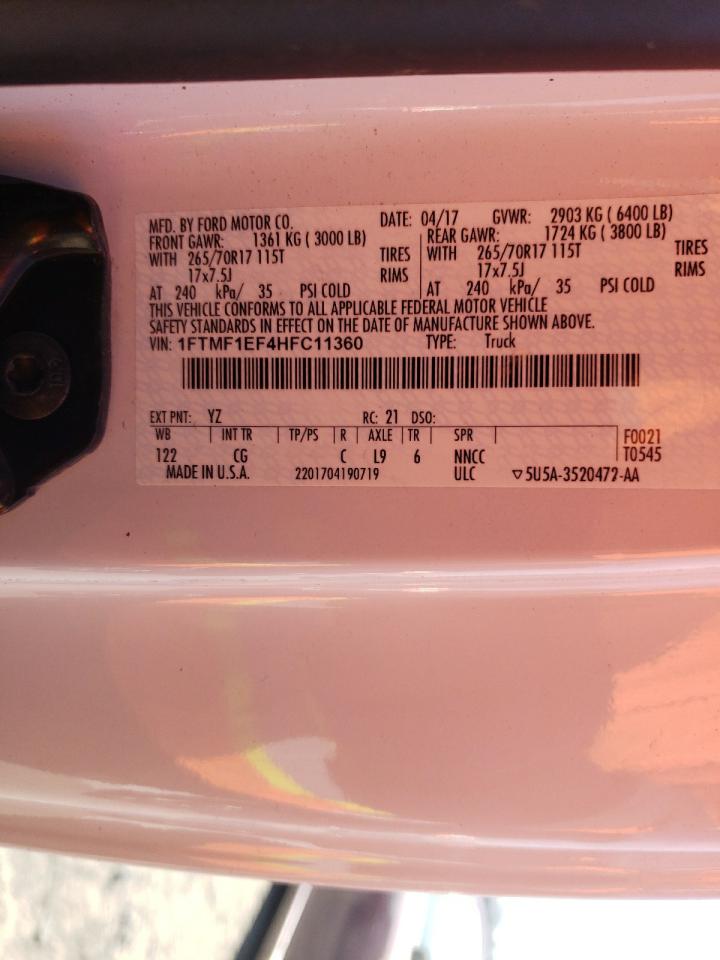 MFD. BY FORD MOTOR CO. DATE: 04/17 GVWR: 2903 KG ( 6400 LB)
FRONT GAWR: 1361 KG ( 3000 LB) REAR GAWR: 1724 KG ( 3800 LB)
WITH 265/70R17 115T TIRES WITH 265/70R17 115T TIRES
17x7.5J RIMS 17x7.5J RIMS
AT 240 kPa/ 35 PSI COLD AT 240 kPa/ 35 PSI COLD
THIS VEHICLE CONFORMS TO ALL APPLICABLE FEDERAL MOTOR VEHICLE
SAFETY STANDARDS IN EFFECT ON THE DATE OF MANUFACTURE SHOWN ABOVE.
VIN: 1FTMF1EF4HFC11360 TYPE: Truck
EXT PNT: YZ RC: 21 DSO:
WB INT TR TP/PS R AXLE TR SPR F0021
122 CG C L9 6 NNCC T0545
MADE IN U.S.A. 2201704190719 ULC ▽5U5A-3520472-AA